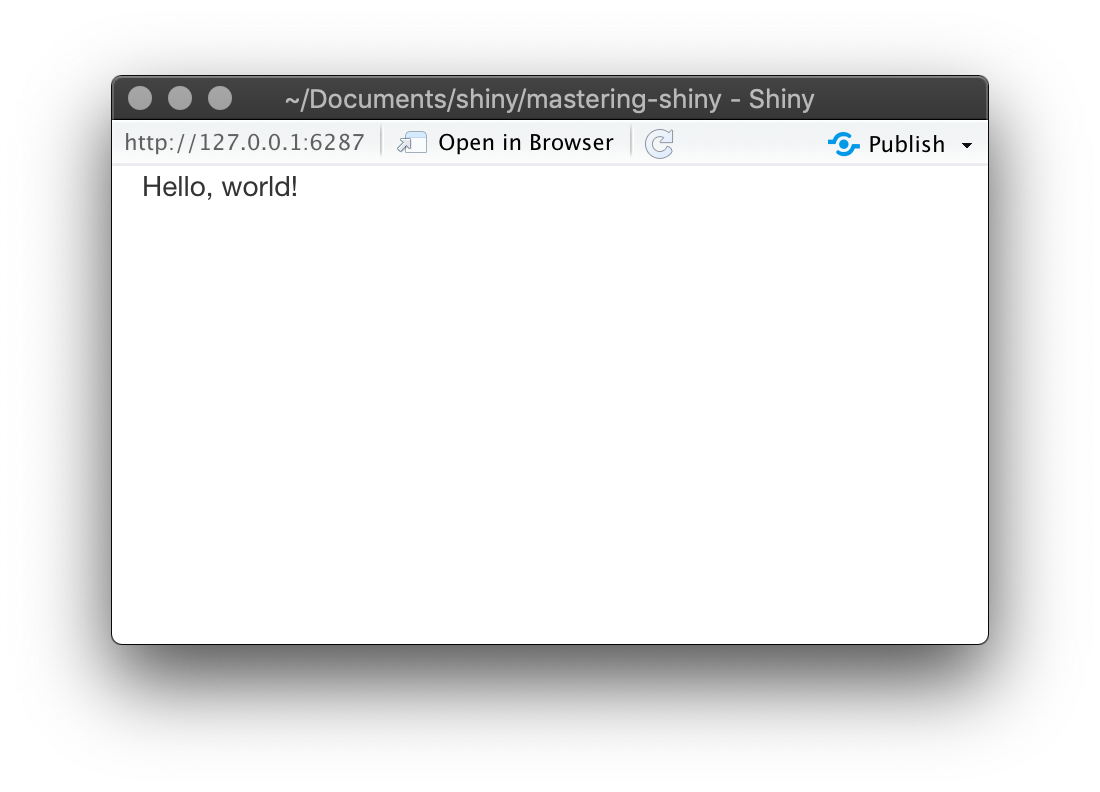 ~/Documents/shiny/mastering-shiny - Shiny
http://127.0.0.1:6287 Open in Browser Publish
Hello, world!